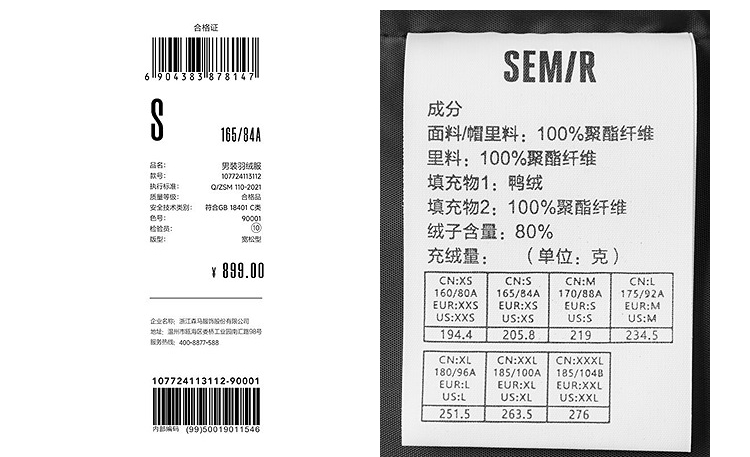 合格证
6 904383 878147
S
165/84A
品名： 男装羽绒服
款号： 107724113112
执行标准： Q/ZSM 110-2021
质量等级： 合格品
安全技术类别： 符合GB 18401 C类
色号： 90001
检验员： ⑩
版型： 宽松型
¥ 899.00
企业名称：浙江森马服饰股份有限公司
地址：温州市瓯海区娄桥工业园南汇路98号
服务热线：400-8877-588
107724113112-90001
内部编码 (99)50019011546
SEM/R
成分
面料/帽里料：100%聚酯纤维
里料：100%聚酯纤维
填充物1：鸭绒
填充物2：100%聚酯纤维
绒子含量：80%
充绒量： （单位：克）
CN:XS CN:S CN:M CN:L
160/80A 165/84A 170/88A 175/92A
EUR:XXS EUR:XS EUR:S EUR:M
US:XXS US:XS US:S US:M
194.4 205.8 219 234.5
CN:XL CN:XXL CN:XXXL
180/96A 185/100A 185/104B
EUR:L EUR:XL EUR:XXL
US:L US:XL US:XXL
251.5 263.5 276